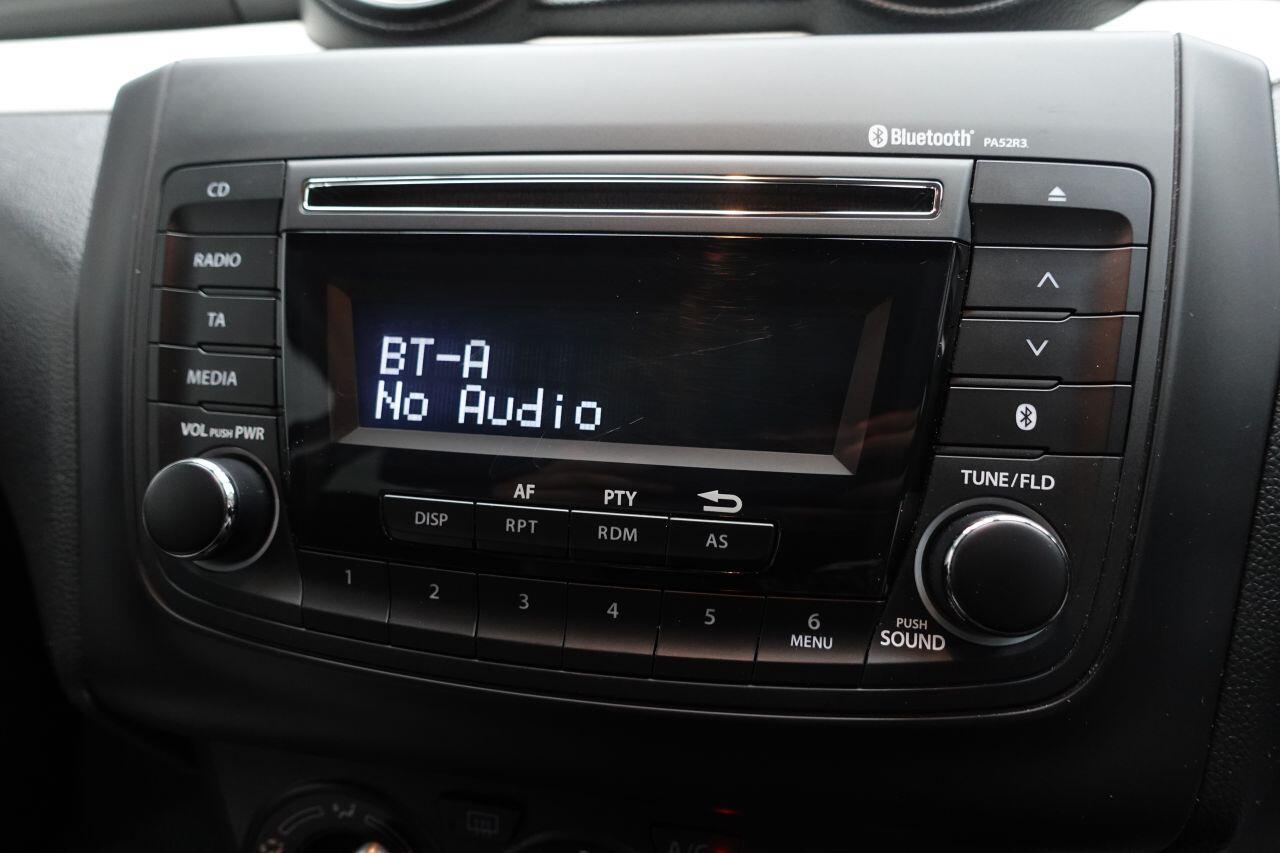 Bluetooth® PA52R3
CD
RADIO
TA
MEDIA
VOL PUSH PWR
BT-A
No Audio
TUNE/FLD
AF PTY
DISP RPT RDM AS
1 2 3 4 5 6
MENU
PUSH
SOUND
A/C